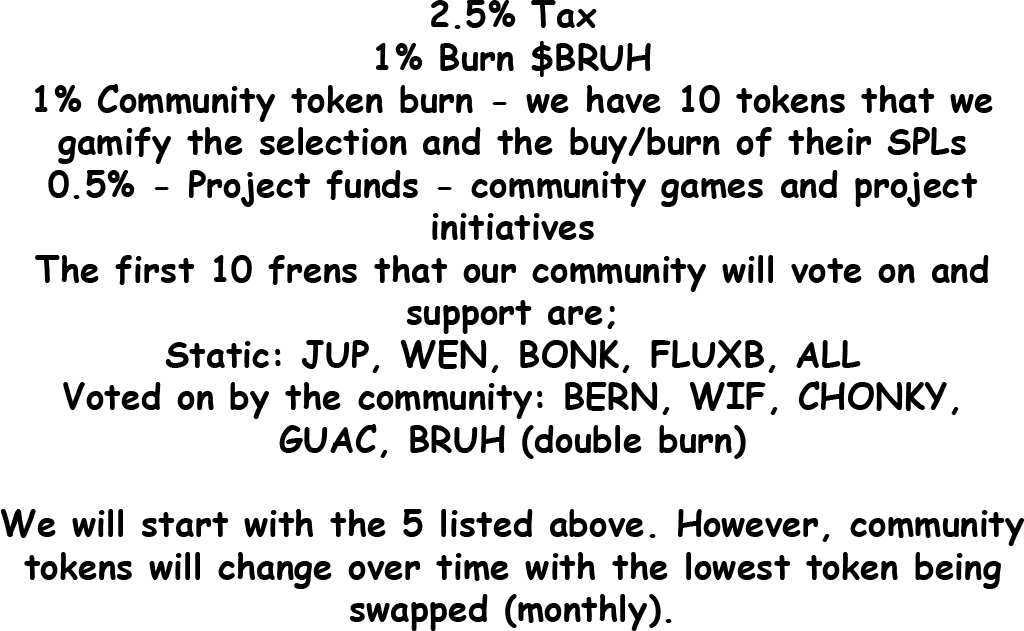 2.5% Tax
1% Burn $BRUH
1% Community token burn - we have 10 tokens that we
gamify the selection and the buy/burn of their SPLs
0.5% - Project funds - community games and project
initiatives
The first 10 frens that our community will vote on and
support are;
Static: JUP, WEN, BONK, FLUXB, ALL
Voted on by the community: BERN, WIF, CHONKY,
GUAC, BRUH (double burn)
We will start with the 5 listed above. However, community
tokens will change over time with the lowest token being
swapped (monthly).